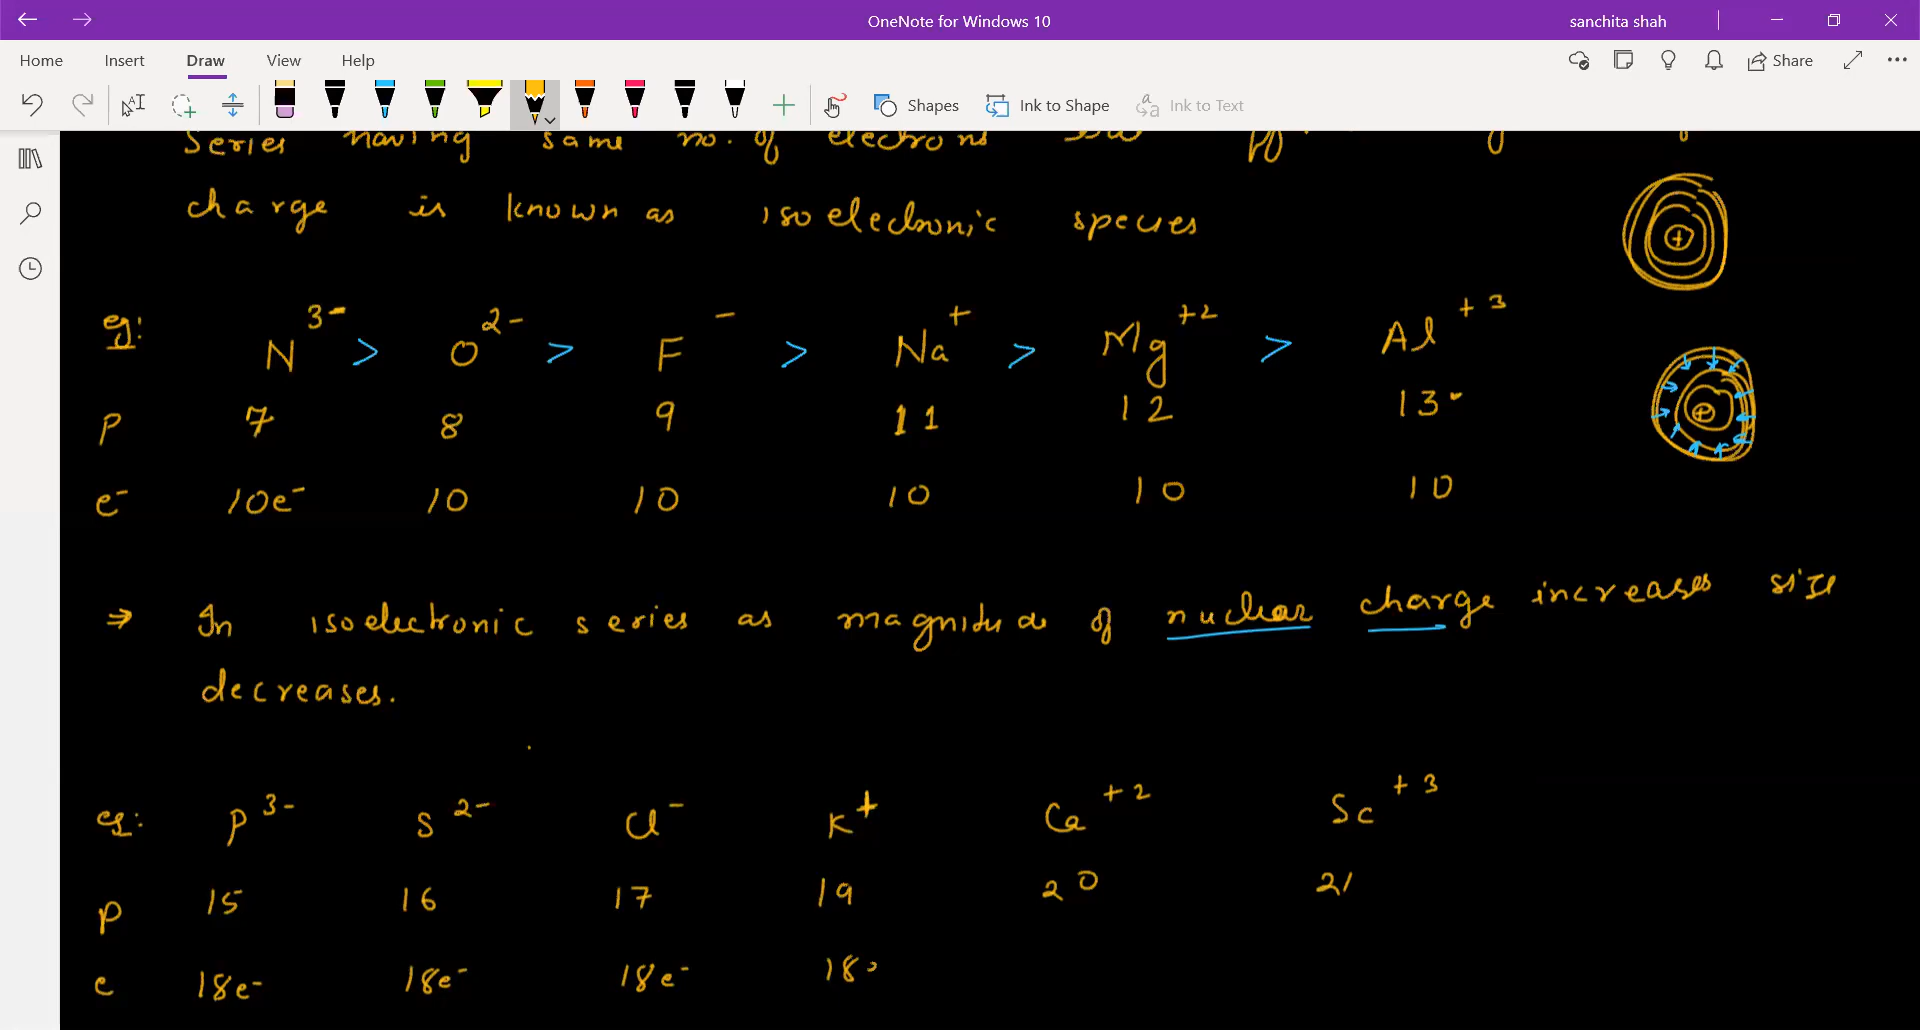 OneNote for Windows 10
sanchita shah
Home Insert Draw View Help
Share
Shapes Ink to Shape Ink to Text
Series having same no. of electrons
charge is known as isoelectronic species
eg: N 3- > O 2- > F - > Na + > Mg +2 > Al +3
P 7 8 9 11 12 13
e- 10e- 10 10 10 10 10
⇒ In isoelectronic series as magnitude of nuclear charge increases size
decreases.
eg: P 3- S 2- Cl - K + Ca +2 Sc +3
P 15 16 17 19 20 21
e 18e- 18e- 18e- 18